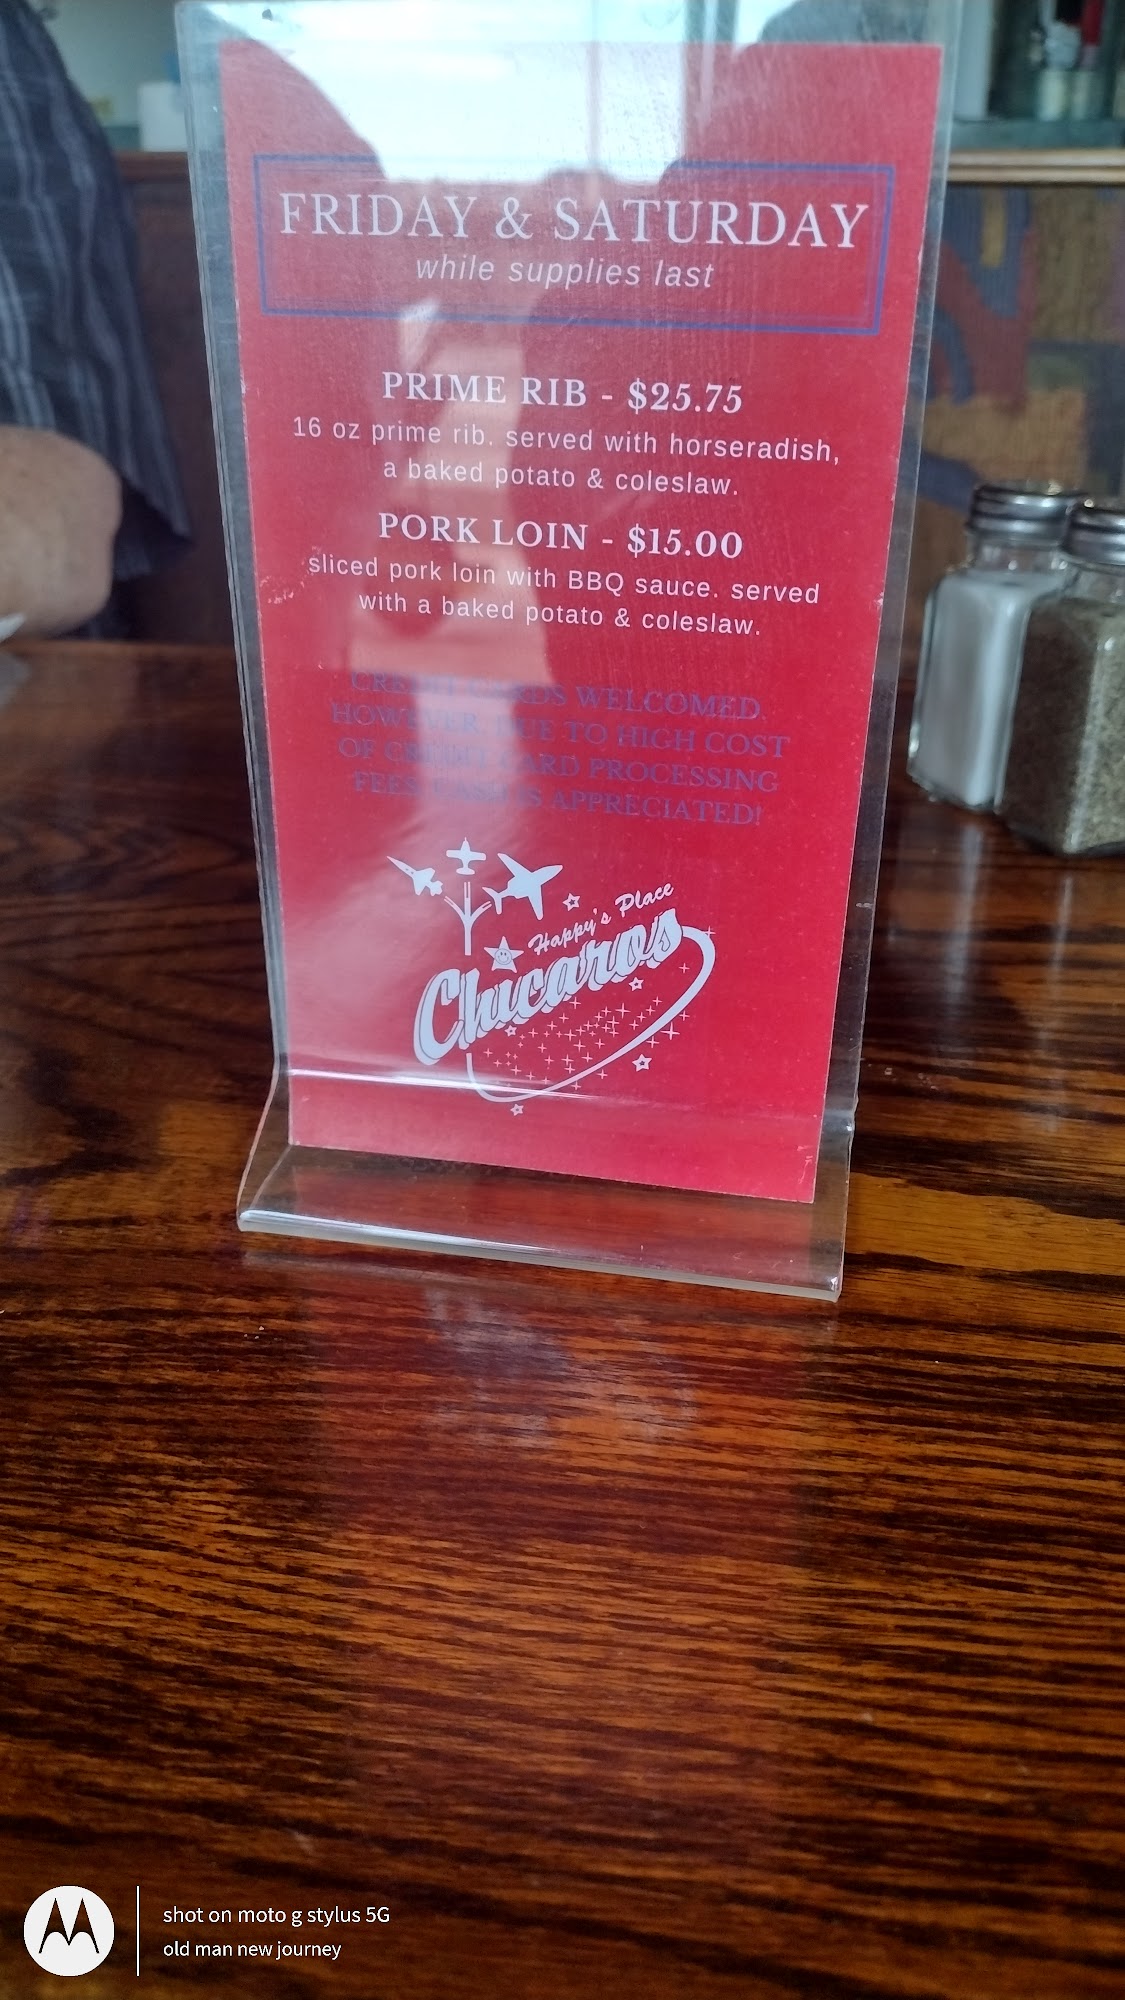 FRIDAY & SATURDAY
while supplies last
PRIME RIB - $25.75
16 oz prime rib. served with horseradish,
a baked potato & coleslaw.
PORK LOIN - $15.00
sliced pork loin with BBQ sauce. served
with a baked potato & coleslaw.
CREDIT CARDS WELCOMED.
HOWEVER, DUE TO HIGH COST
OF CREDIT CARD PROCESSING
FEES, CASH IS APPRECIATED!
Happy's Place
Chicaros
shot on moto g stylus 5G
old man new journey